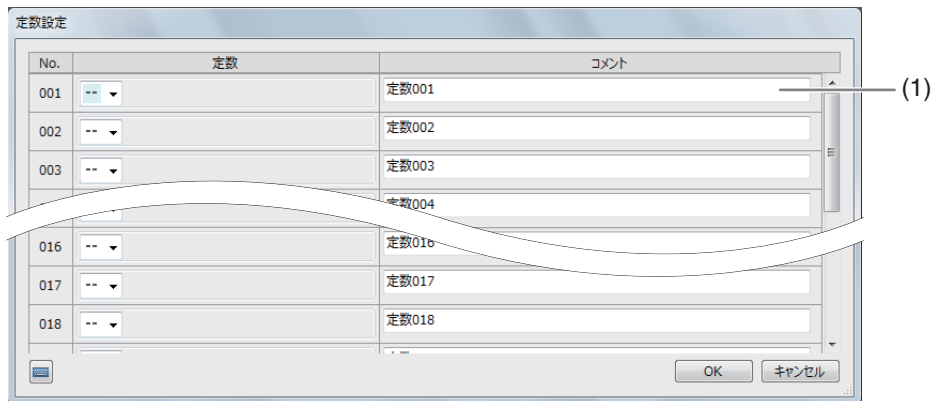 定数設定
No. 定数 コメント
001 -- 定数001
(1)
002 -- 定数002
003 -- 定数003
定数004
016 -- 定数016
017 -- 定数017
018 -- 定数018
OK キャンセル